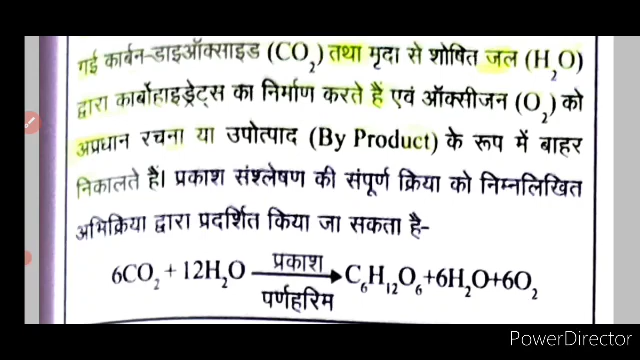 गई कार्बन-डाइऑक्साइड (CO₂) तथा मृदा से शोषित जल (H₂O)
द्वारा कार्बोहाइड्रेट्स का निर्माण करते हैं एवं ऑक्सीजन (O₂) को
अप्रधान रचना या उपोत्पाद (By Product) के रूप में बाहर
निकालते हैं। प्रकाश संश्लेषण की संपूर्ण क्रिया को निम्नलिखित
अभिक्रिया द्वारा प्रदर्शित किया जा सकता है-
प्रकाश
6CO₂ + 12H₂O ⟶ C₆H₁₂O₆+6H₂O+6O₂
पर्णहरिम
PowerDirector